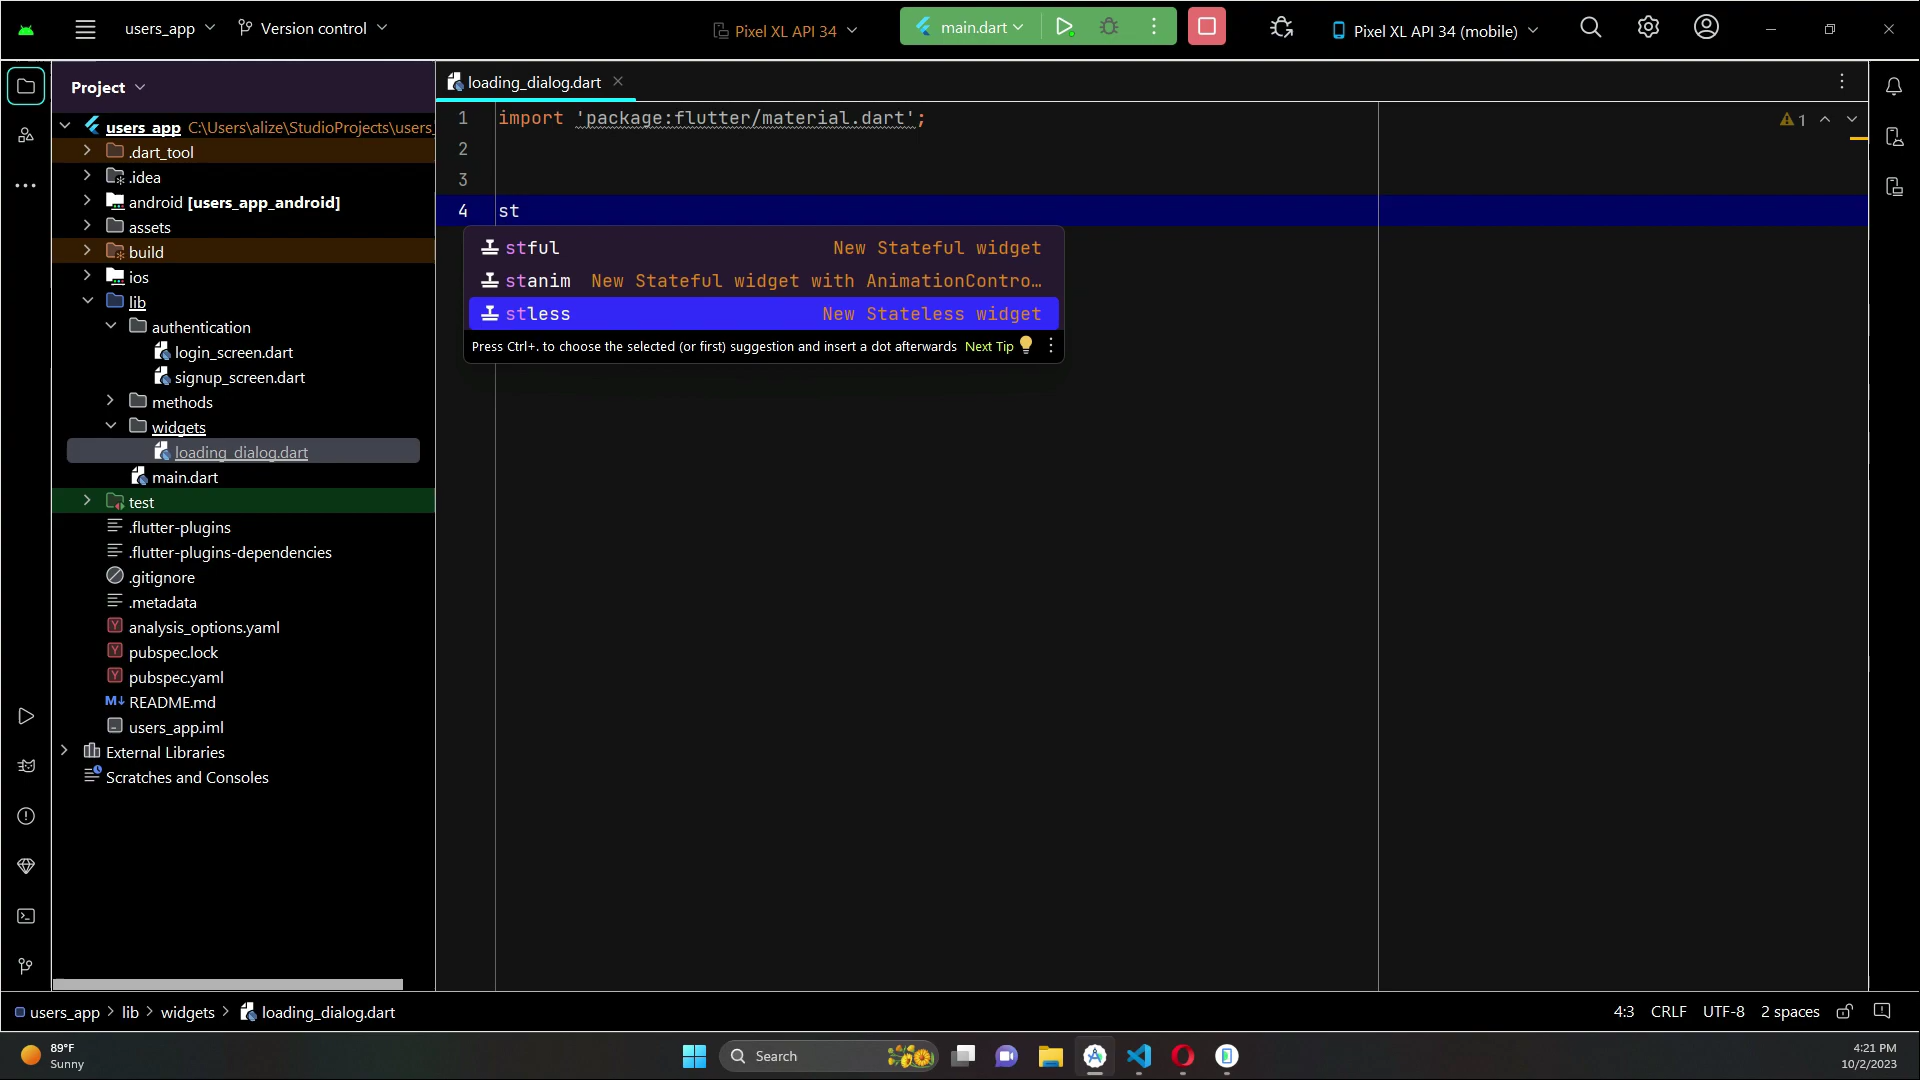 users_app
Version control
Pixel XL API 34
main.dart
Pixel XL API 34 (mobile)
Project
loading_dialog.dart
users_app C:\Users\alize\StudioProjects\users_
.dart_tool
.idea
android [users_app_android]
assets
build
ios
lib
authentication
login_screen.dart
signup_screen.dart
methods
widgets
loading_dialog.dart
main.dart
test
.flutter-plugins
.flutter-plugins-dependencies
.gitignore
.metadata
analysis_options.yaml
pubspec.lock
pubspec.yaml
M↓ README.md
users_app.iml
External Libraries
Scratches and Consoles
1 import 'package:flutter/material.dart';
2
3
4 st
1
stful New Stateful widget
stanim New Stateful widget with AnimationContro…
stless New Stateless widget
Press Ctrl+. to choose the selected (or first) suggestion and insert a dot afterwards Next Tip
users_app > lib > widgets > loading_dialog.dart
4:3 CRLF UTF-8 2 spaces
89°F
Sunny
Search
4:21 PM
10/2/2023